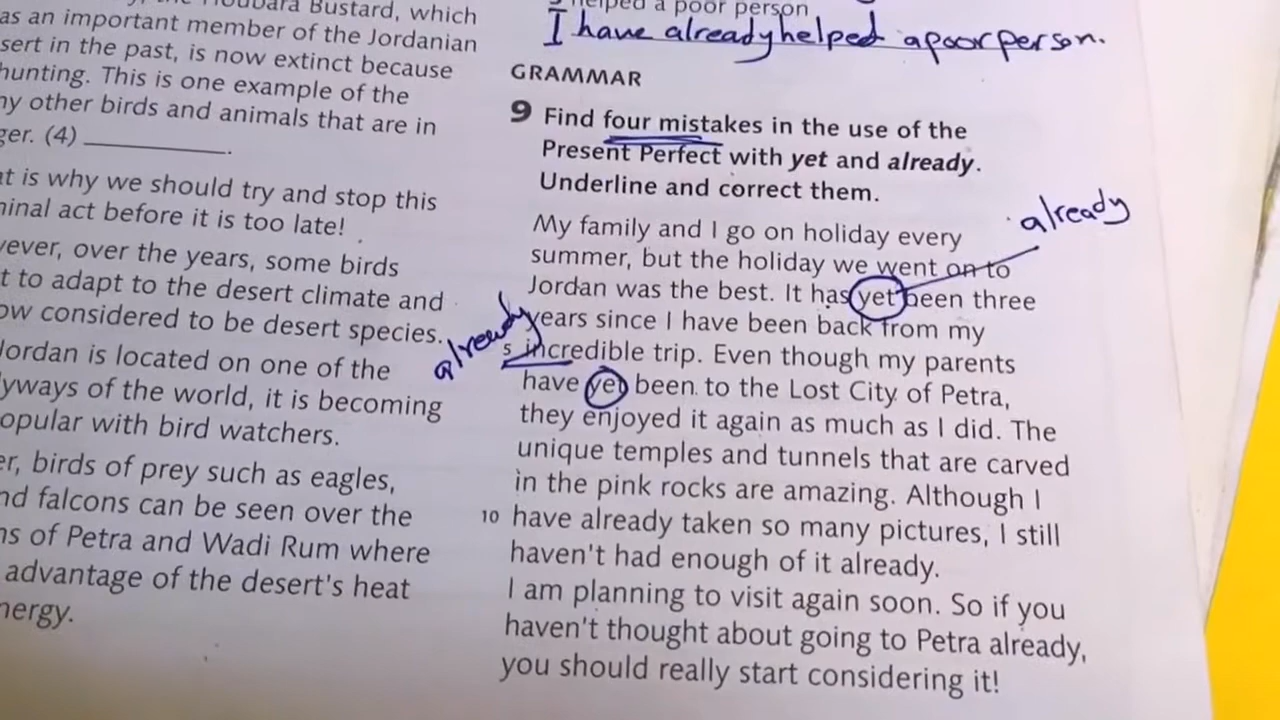 Houbara Bustard, which
as an important member of the Jordanian
sert in the past, is now extinct because
hunting. This is one example of the
ny other birds and animals that are in
ger. (4) ____________.
at is why we should try and stop this
minal act before it is too late!
ever, over the years, some birds
t to adapt to the desert climate and
ow considered to be desert species.
Jordan is located on one of the
lyways of the world, it is becoming
opular with bird watchers.
er, birds of prey such as eagles,
nd falcons can be seen over the
ns of Petra and Wadi Rum where
advantage of the desert's heat
nergy.
helped a poor person
I have already helped a poor person.
GRAMMAR
9 Find four mistakes in the use of the
Present Perfect with yet and already.
Underline and correct them.
already
My family and I go on holiday every
summer, but the holiday we went on to
Jordan was the best. It has yet been three
years since I have been back from my
already
5 incredible trip. Even though my parents
have yet been to the Lost City of Petra,
they enjoyed it again as much as I did. The
unique temples and tunnels that are carved
in the pink rocks are amazing. Although I
10 have already taken so many pictures, I still
haven't had enough of it already.
I am planning to visit again soon. So if you
haven't thought about going to Petra already,
you should really start considering it!